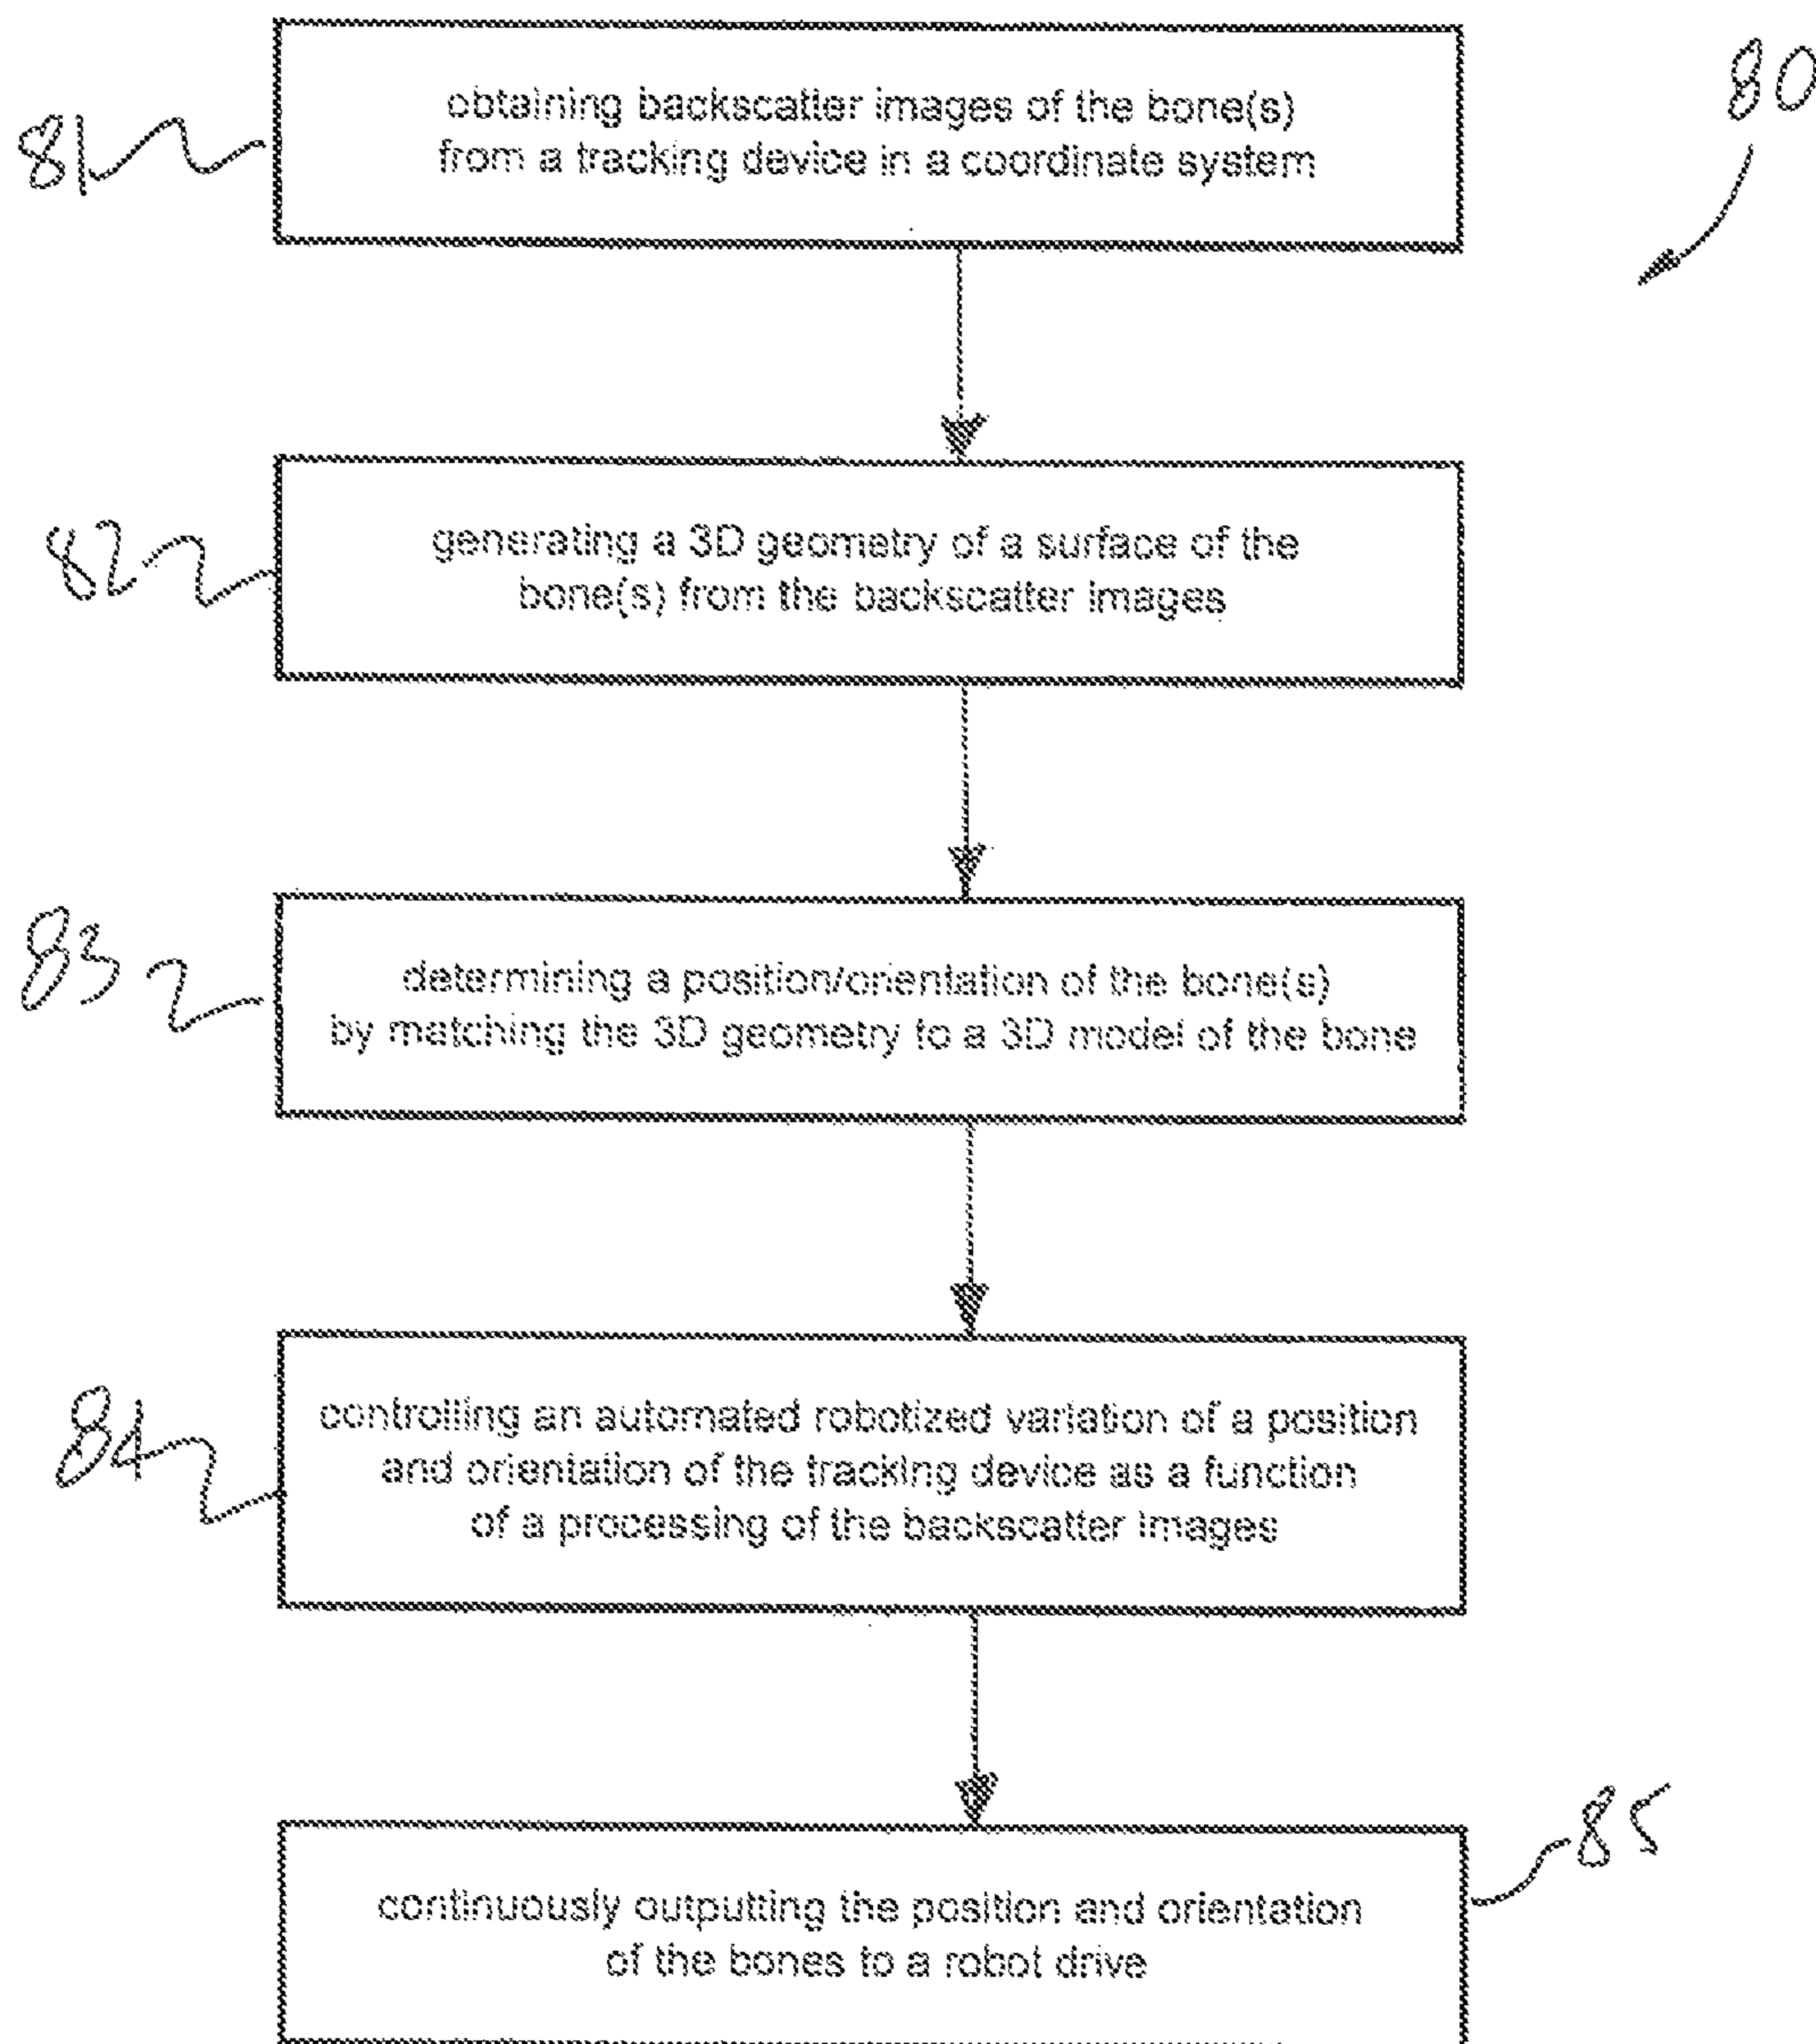 80
81
obtaining backscatter images of the bone(s)
from a tracking device in a coordinate system
82
generating a 3D geometry of a surface of the
bone(s) from the backscatter images
83
determining a position/orientation of the bone(s)
by matching the 3D geometry to a 3D model of the bone
84
controlling an automated robotized variation of a position
and orientation of the tracking device as a function
of a processing of the backscatter images
85
continuously outputting the position and orientation
of the bones to a robot drive